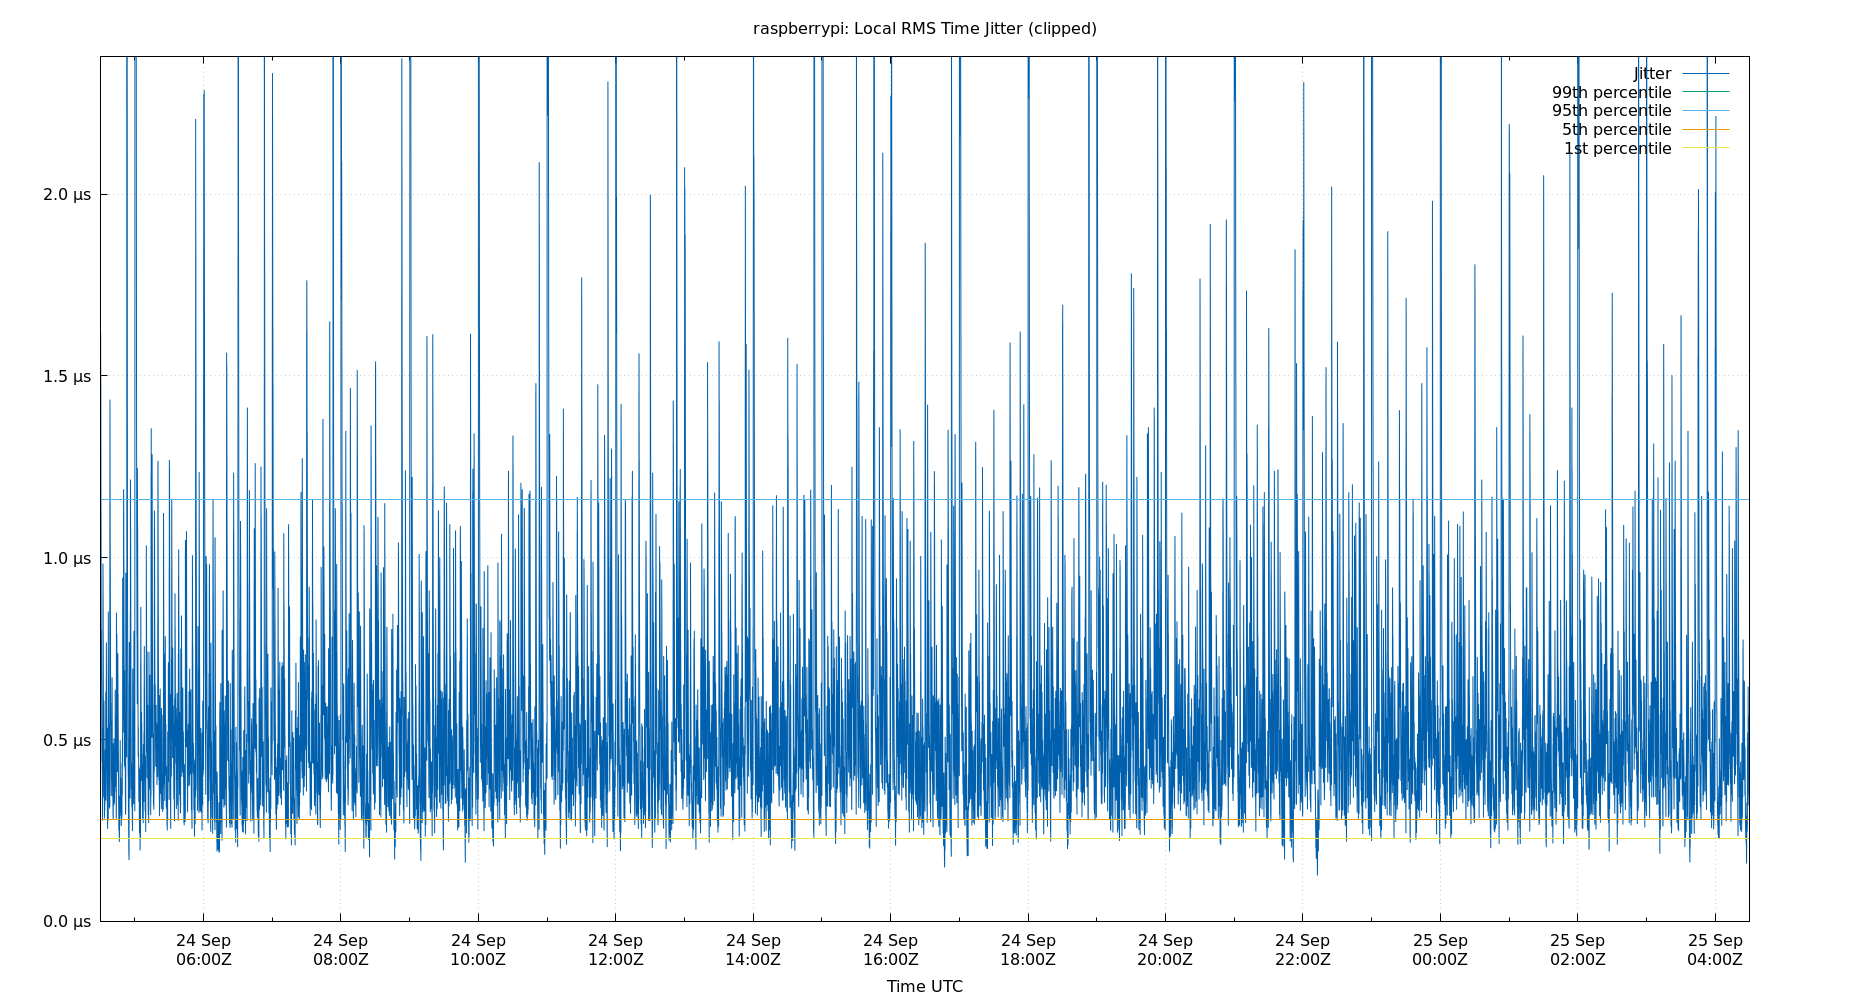 raspberrypi: Local RMS Time Jitter (clipped)
Jitter
99th percentile
95th percentile
5th percentile
1st percentile
2.0 µs
1.5 µs
1.0 µs
0.5 µs
0.0 µs
24 Sep 24 Sep 24 Sep 24 Sep 24 Sep 24 Sep 24 Sep 24 Sep 24 Sep 25 Sep 25 Sep 25 Sep
06:00Z 08:00Z 10:00Z 12:00Z 14:00Z 16:00Z 18:00Z 20:00Z 22:00Z 00:00Z 02:00Z 04:00Z
Time UTC